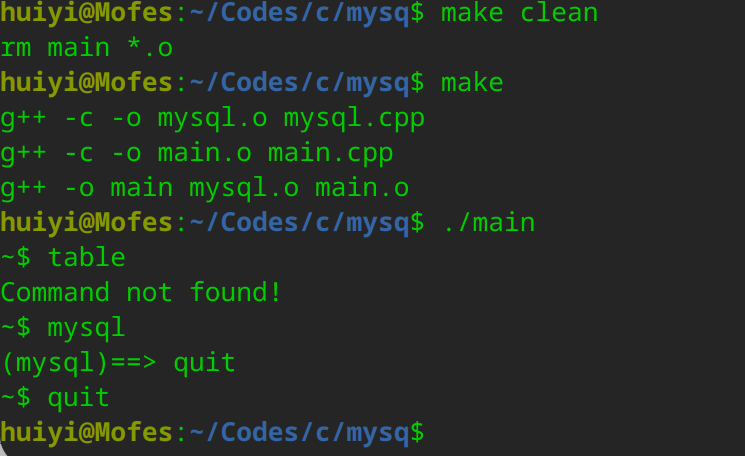 huiyi@Mofes:~/Codes/c/mysq$ make clean
rm main *.o
huiyi@Mofes:~/Codes/c/mysq$ make
g++ -c -o mysql.o mysql.cpp
g++ -c -o main.o main.cpp
g++ -o main mysql.o main.o
huiyi@Mofes:~/Codes/c/mysq$ ./main
~$ table
Command not found!
~$ mysql
(mysql)==> quit
~$ quit
huiyi@Mofes:~/Codes/c/mysq$